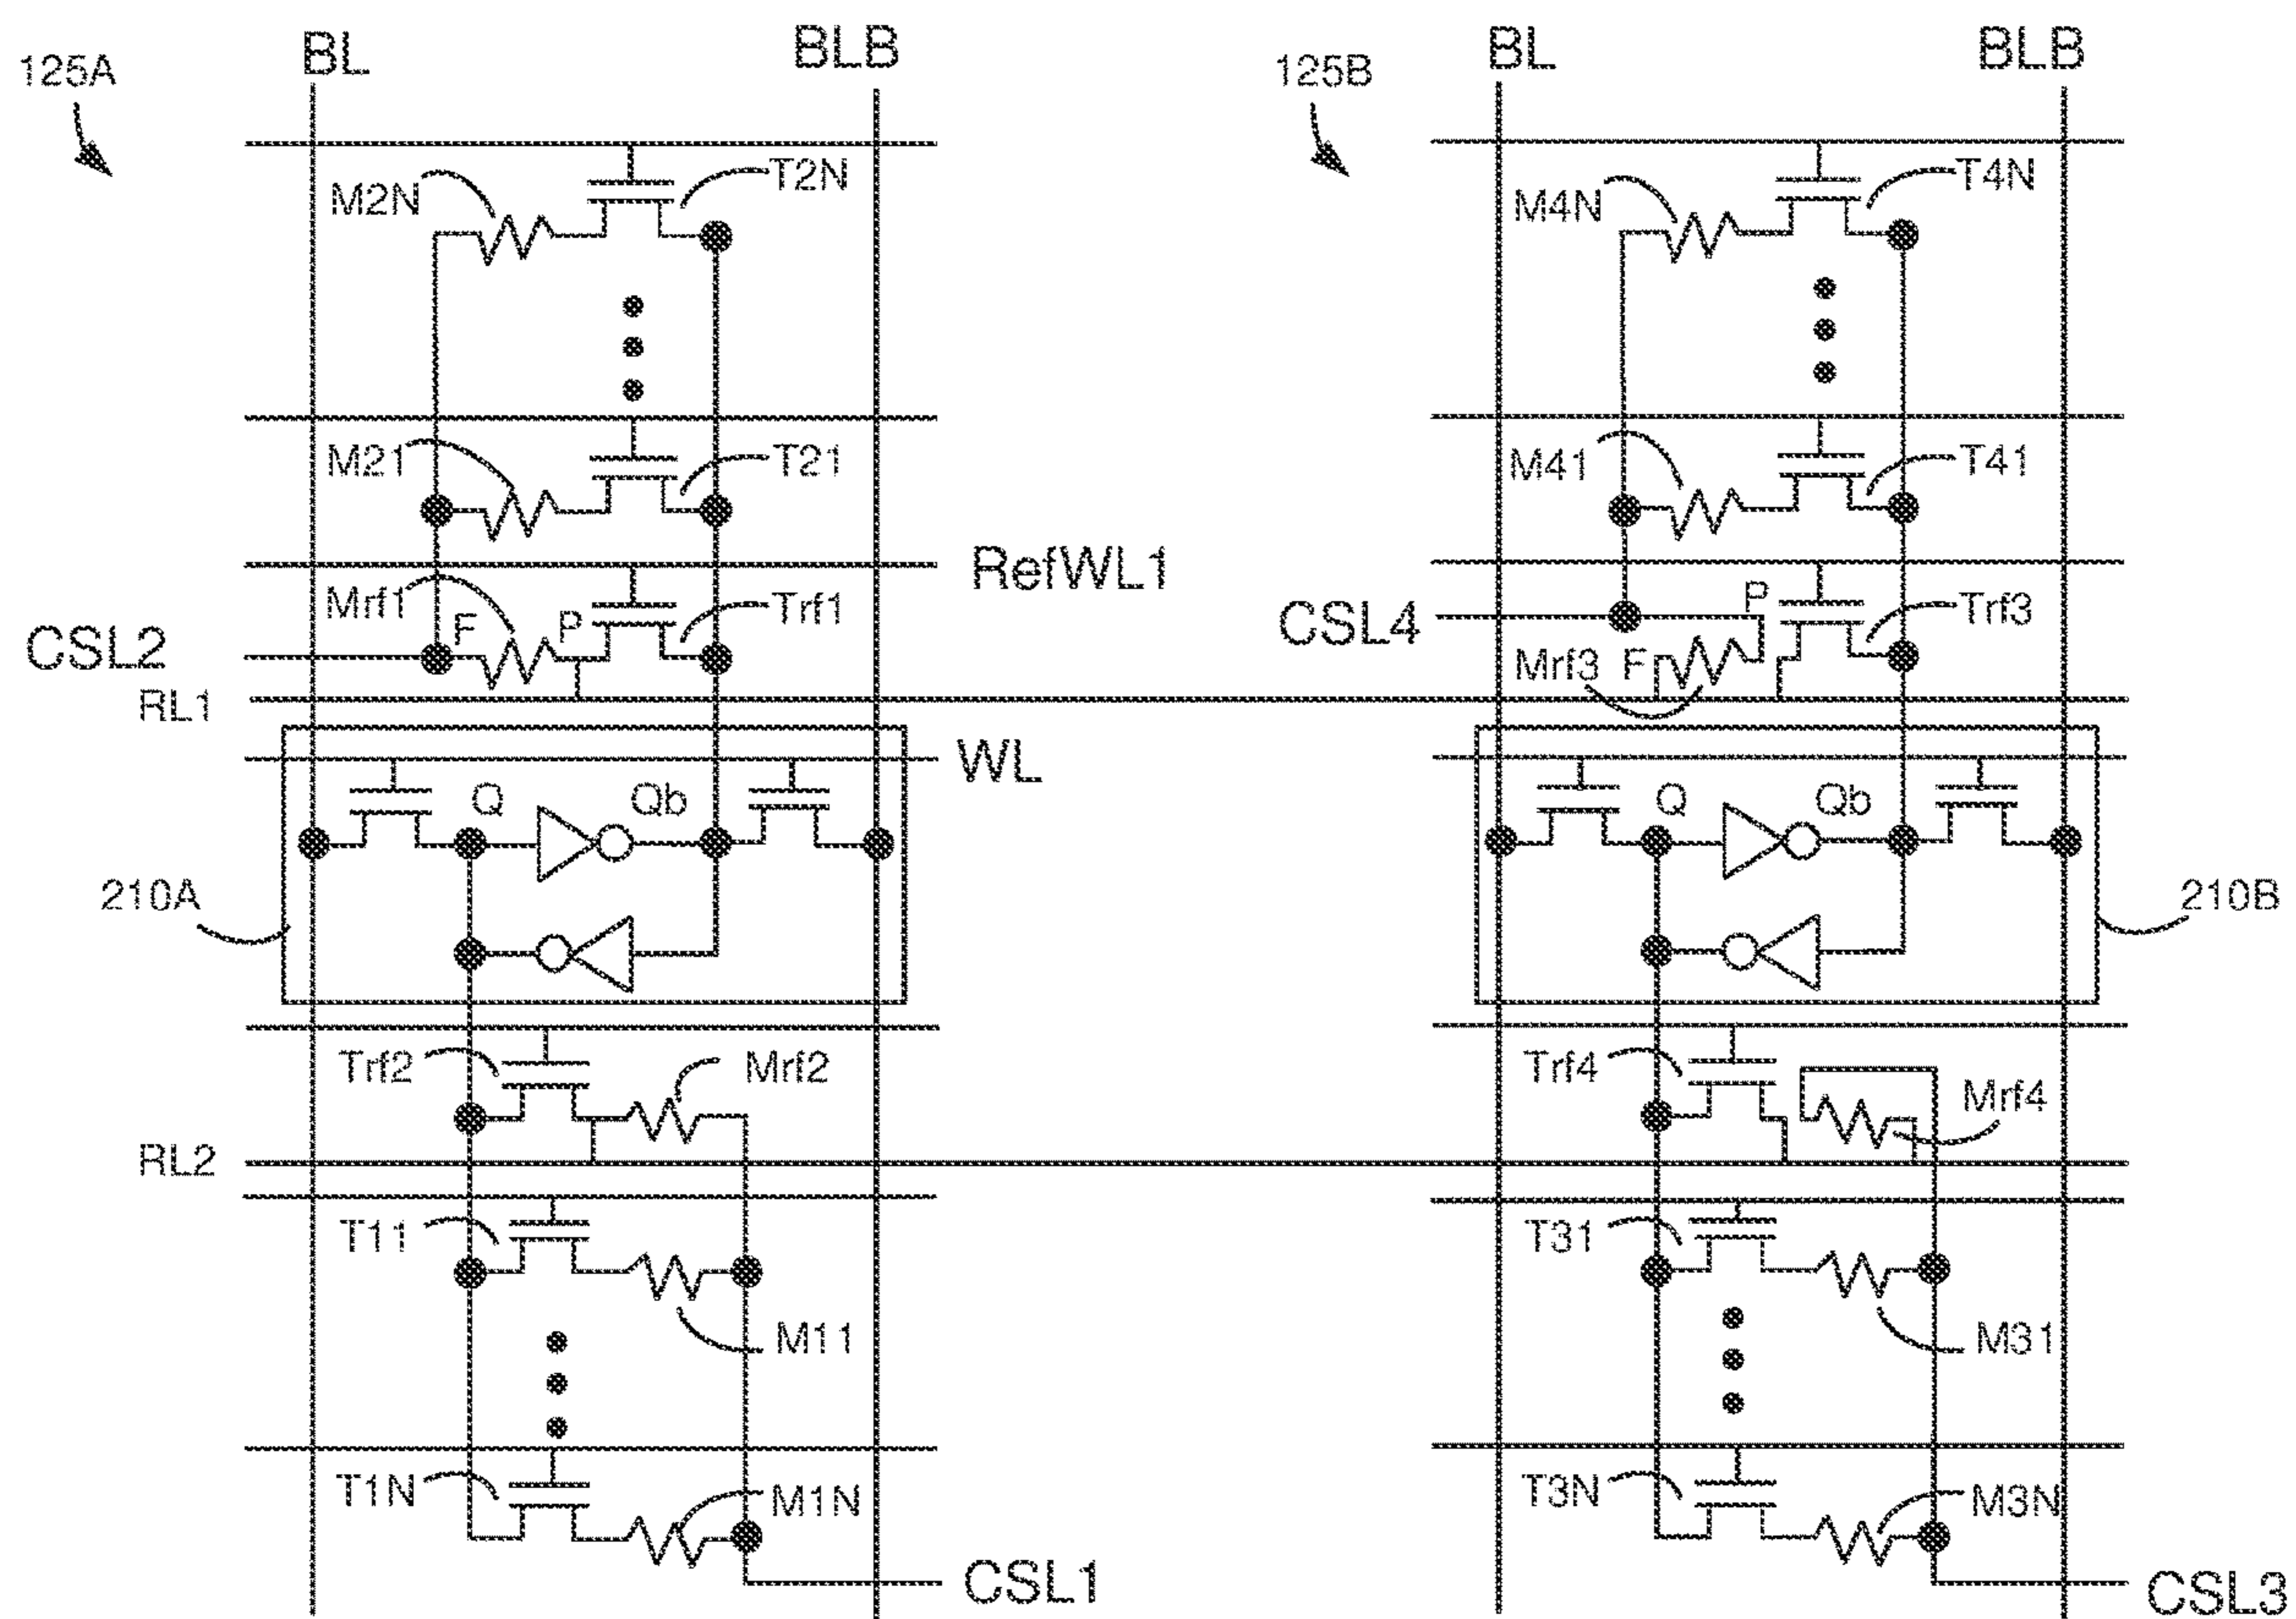 BL BLB BL BLB
125A 125B
M2N T2N M4N T4N
M21 T21 M41 T41
RefWL1
Mrf1 F P Trf1 P Trf3
CSL2 CSL4
Mrf3 F
RL1
WL
Q Qb Q Qb
210A 210B
Trf2 Mrf2 Trf4 Mrf4
RL2
T11 T31
M11 M31
T1N M1N T3N M3N
CSL1 CSL3